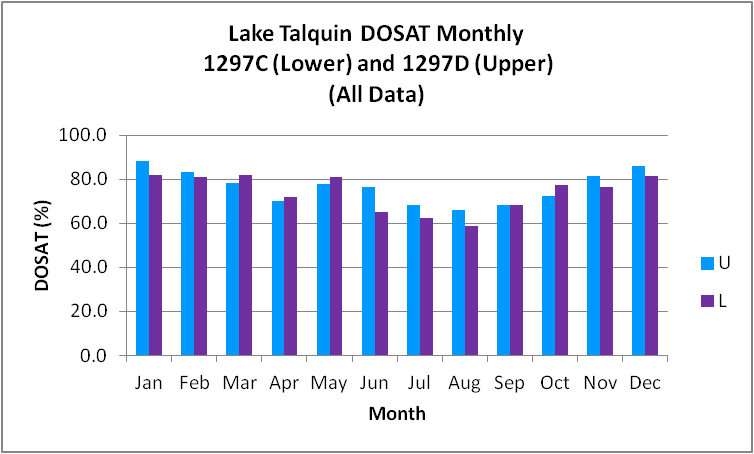 Lake Talquin DOSAT Monthly
1297C (Lower) and 1297D (Upper)
(All Data)
DOSAT (%)
100.0
80.0
60.0
40.0
20.0
0.0
Jan Feb Mar Apr May Jun Jul Aug Sep Oct Nov Dec
Month
U
L